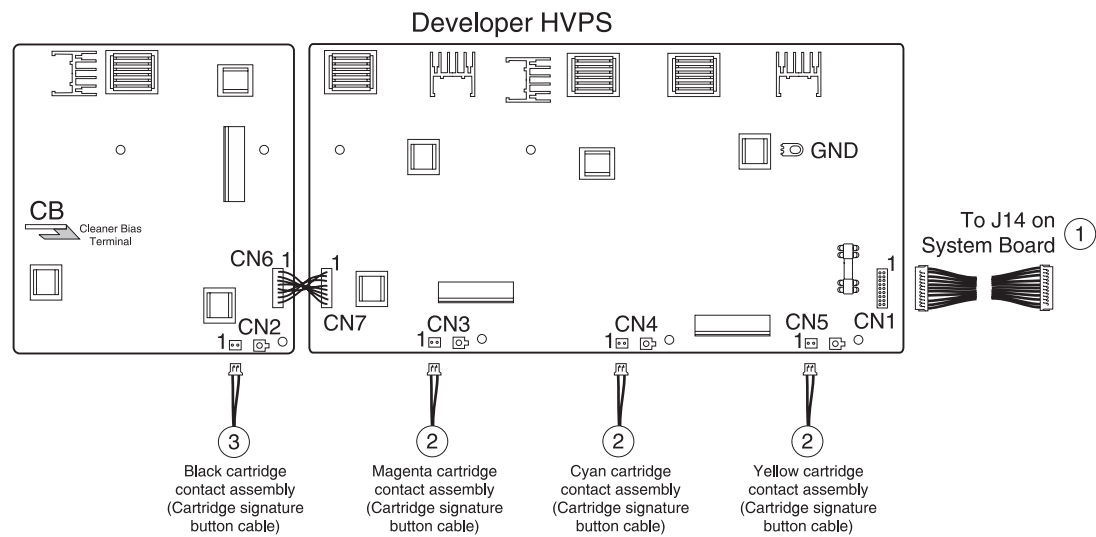 Developer HVPS
GND
CB
Cleaner Bias
Terminal
To J14 on
System Board
1
CN6 1
1
1
CN7
CN1
CN2
1
CN3
1
CN4
1
CN5
1
3
Black cartridge
contact assembly
(Cartridge signature
button cable)
2
Magenta cartridge
contact assembly
(Cartridge signature
button cable)
2
Cyan cartridge
contact assembly
(Cartridge signature
button cable)
2
Yellow cartridge
contact assembly
(Cartridge signature
button cable)